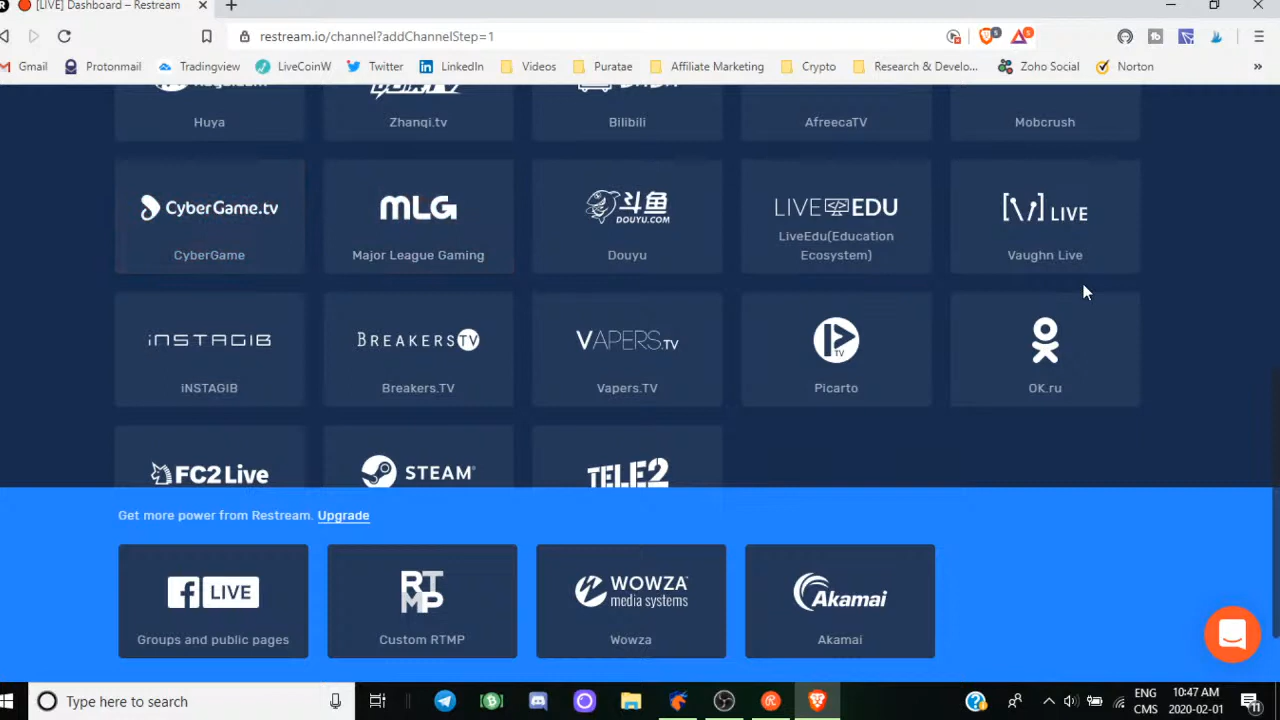 [LIVE] Dashboard – Restream
restream.io/channel?addChannelStep=1
5
5
Gmail
Protonmail
Tradingview
LiveCoinW
Twitter
LinkedIn
Videos
Puratae
Affiliate Marketing
Crypto
Research & Develo...
Zoho Social
Norton
Huya
Zhanqi.tv
Bilibili
AfreecaTV
Mobcrush
CyberGame.tv
MLG
斗鱼
DOUYU.COM
LIVE EDU
LIVE
CyberGame
Major League Gaming
Douyu
LiveEdu(Education
Ecosystem)
Vaughn Live
iNSTAGIB
BREAKERSTV
VAPERS.TV
TV
iNSTAGIB
Breakers.TV
Vapers.TV
Picarto
OK.ru
FC2Live
STEAM
TELE2
Get more power from Restream. Upgrade
LIVE
RT
MP
WOWZA
media systems
Akamai
Groups and public pages
Custom RTMP
Wowza
Akamai
Type here to search
ENG
CMS
10:47 AM
2020-02-01
11